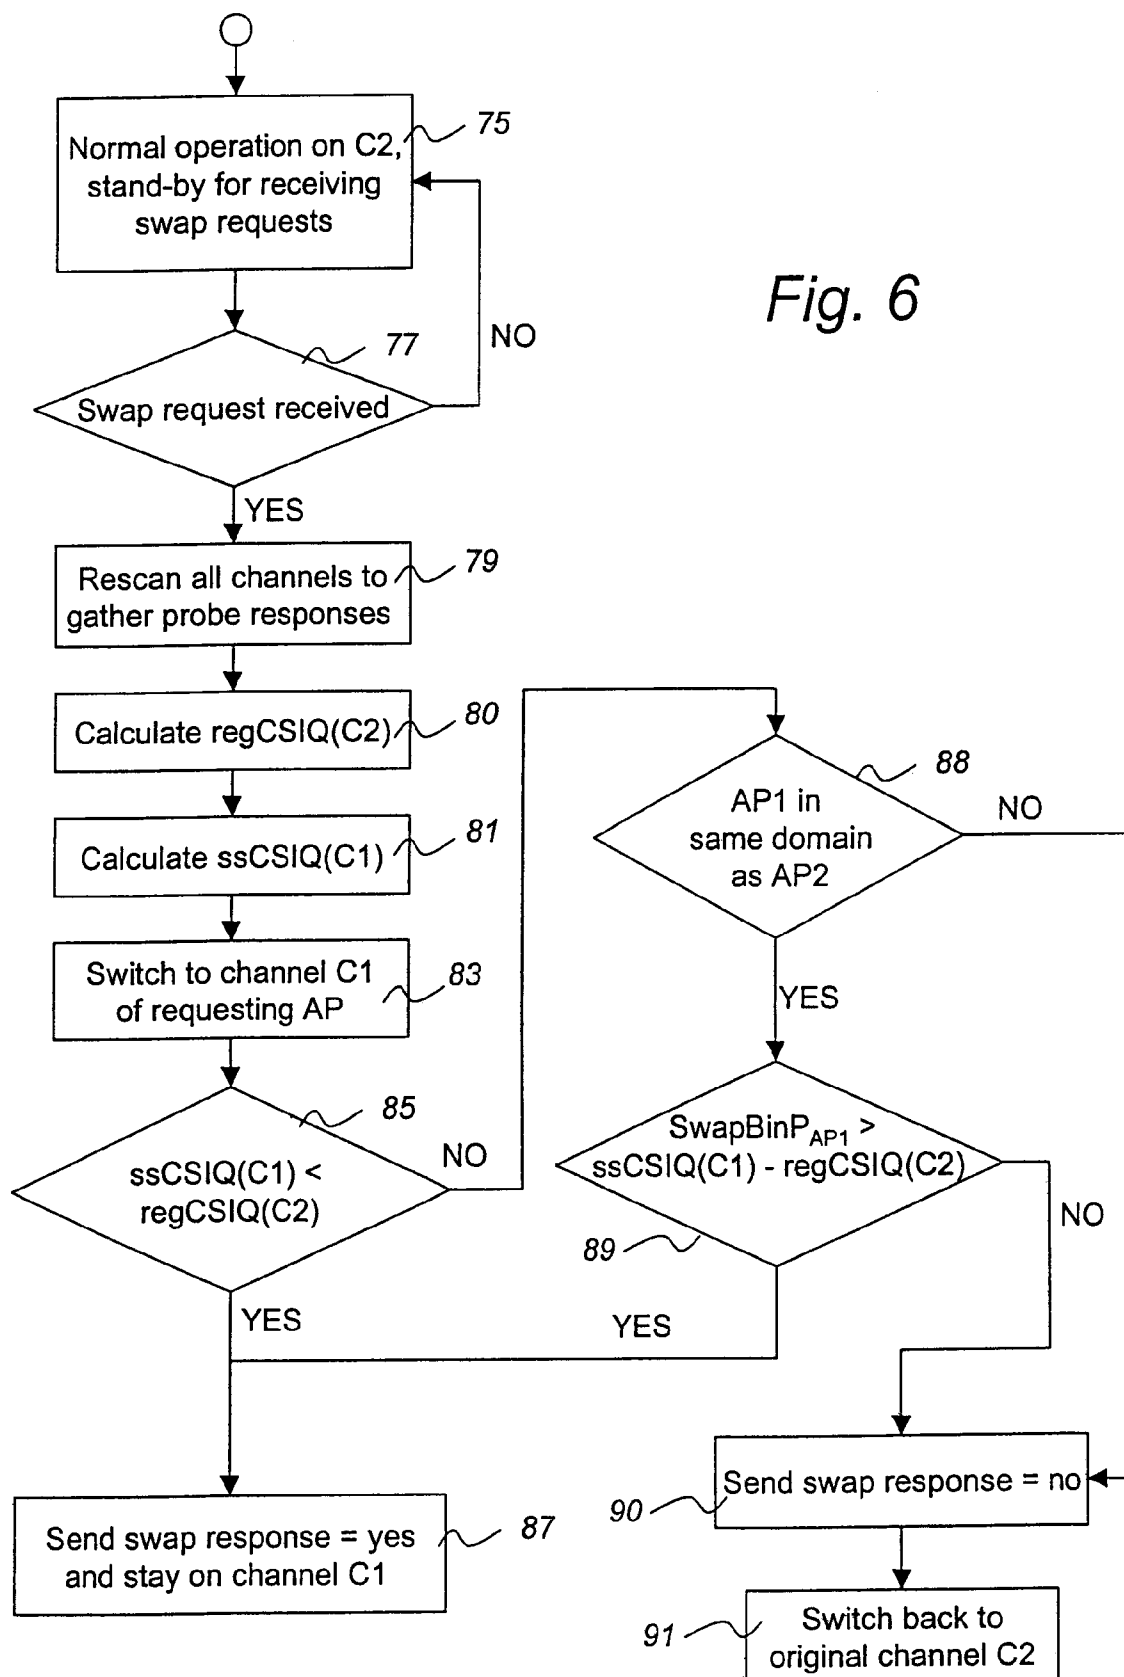 Normal operation on C2,
stand-by for receiving
swap requests
75
Fig. 6
NO
77
Swap request received
YES
Rescan all channels to
gather probe responses
79
Calculate regCSIQ(C2)
80
Calculate ssCSIQ(C1)
81
Switch to channel C1
of requesting AP
83
85
ssCSIQ(C1) <
regCSIQ(C2)
NO
YES
88
AP1 in
same domain
as AP2
NO
YES
SwapBinP_AP1 >
ssCSIQ(C1) - regCSIQ(C2)
89
NO
YES
Send swap response = yes
and stay on channel C1
87
Send swap response = no
90
Switch back to
original channel C2
91